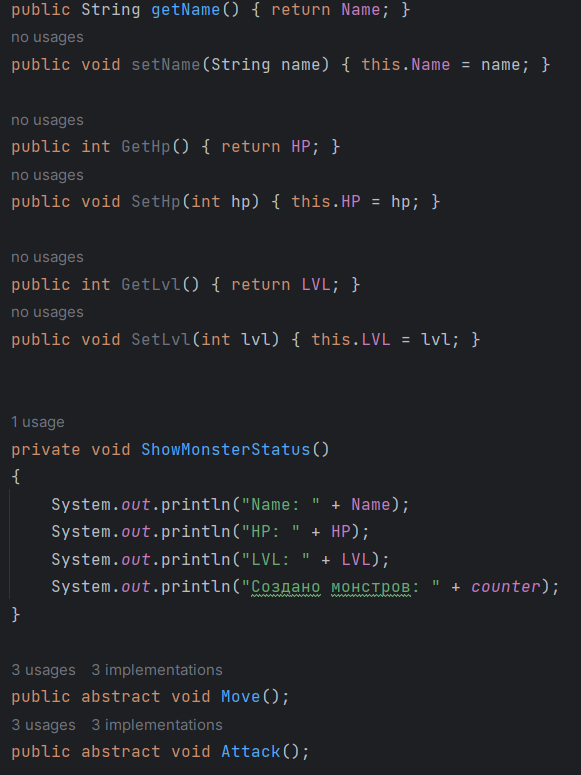 public String getName() { return Name; }
no usages
public void setName(String name) { this.Name = name; }
no usages
public int GetHp() { return HP; }
no usages
public void SetHp(int hp) { this.HP = hp; }
no usages
public int GetLvl() { return LVL; }
no usages
public void SetLvl(int lvl) { this.LVL = lvl; }
1 usage
private void ShowMonsterStatus()
{
System.out.println("Name: " + Name);
System.out.println("HP: " + HP);
System.out.println("LVL: " + LVL);
System.out.println("Создано монстров: " + counter);
}
3 usages 3 implementations
public abstract void Move();
3 usages 3 implementations
public abstract void Attack();